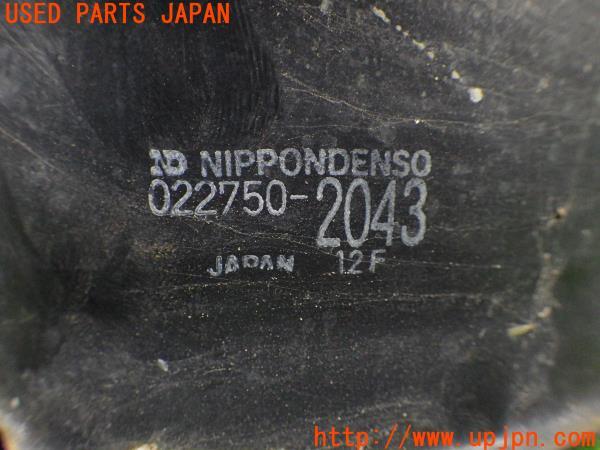 USED PARTS JAPAN
ND NIPPONDENSO
022750-2043
JAPAN 12F
http://www.upjpn.com/